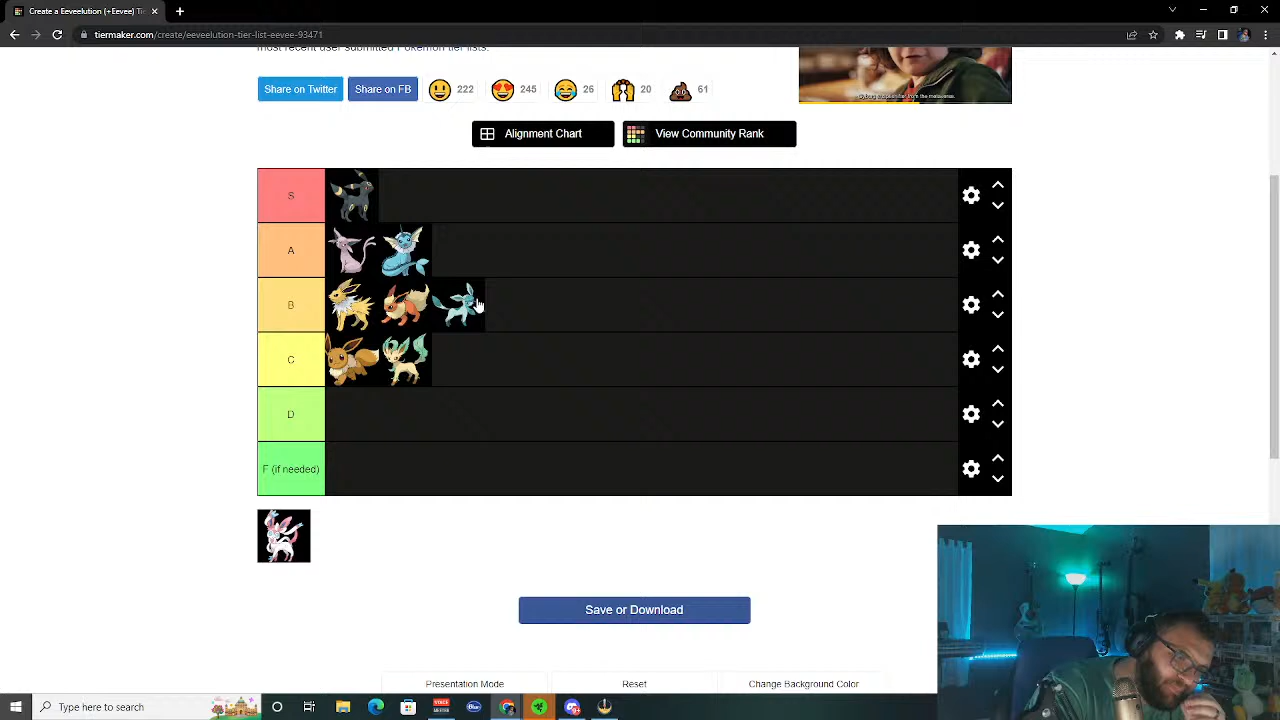 Create a Eeveelution (+Eevee) Tie
tiermaker.com/create/eeveelution-tier-list-eevee-93471
most recent user submitted Pokemon tier lists.
Share on Twitter
Share on FB
222
245
26
20
61
Alignment Chart
View Community Rank
S
A
B
C
D
F (if needed)
Save or Download
Presentation Mode
Reset
Change Background Color
Type here to search